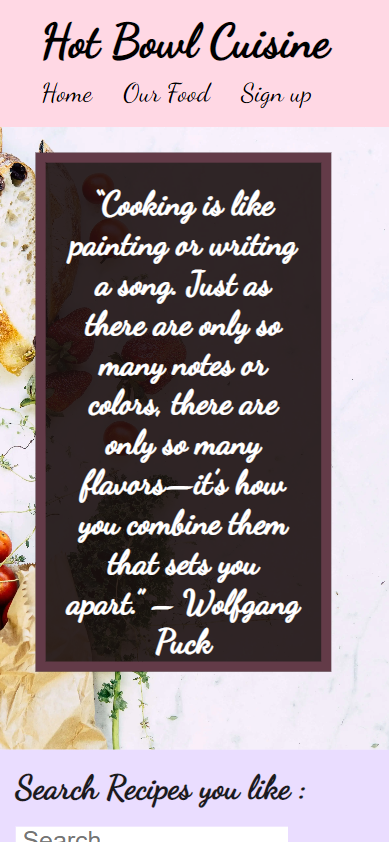 Hot Bowl Cuisine
Home Our Food Sign up
“Cooking is like
painting or writing
a song. Just as
there are only so
many notes or
colors, there are
only so many
flavors—it’s how
you combine them
that sets you
apart.” — Wolfgang
Puck
Search Recipes you like :
Search